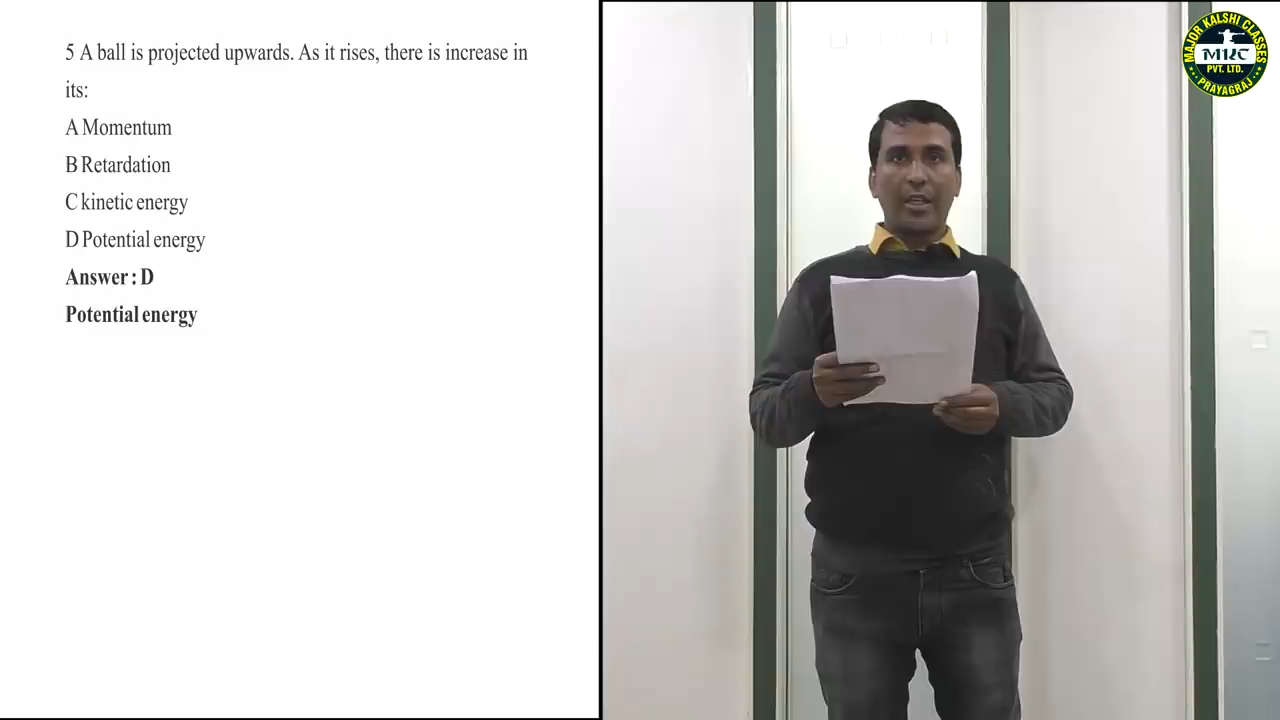 5 A ball is projected upwards. As it rises, there is increase in
its:
A Momentum
B Retardation
C kinetic energy
D Potential energy
Answer : D
Potential energy
MAJOR KALSHI CLASSES
MKC
PVT. LTD.
PRAYAGRAJ